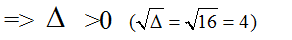 => Δ >0 (√Δ = √16 = 4)